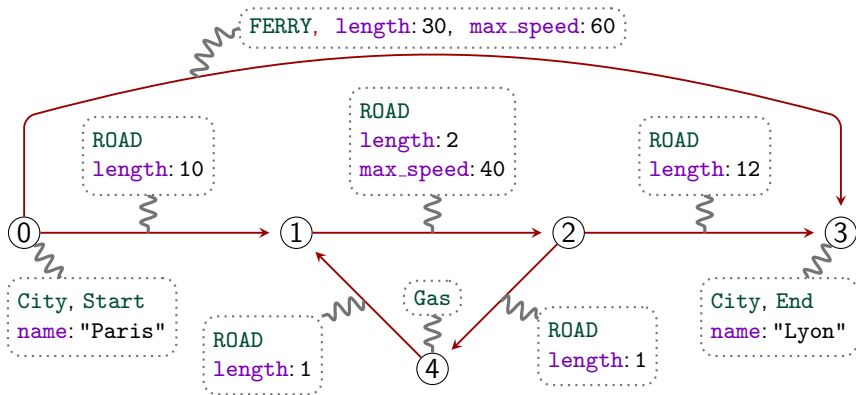 FERRY, length: 30, max_speed: 60
ROAD
length: 10
ROAD
length: 2
max_speed: 40
ROAD
length: 12
0
1
2
3
City, Start
name: "Paris"
ROAD
length: 1
Gas
4
ROAD
length: 1
City, End
name: "Lyon"